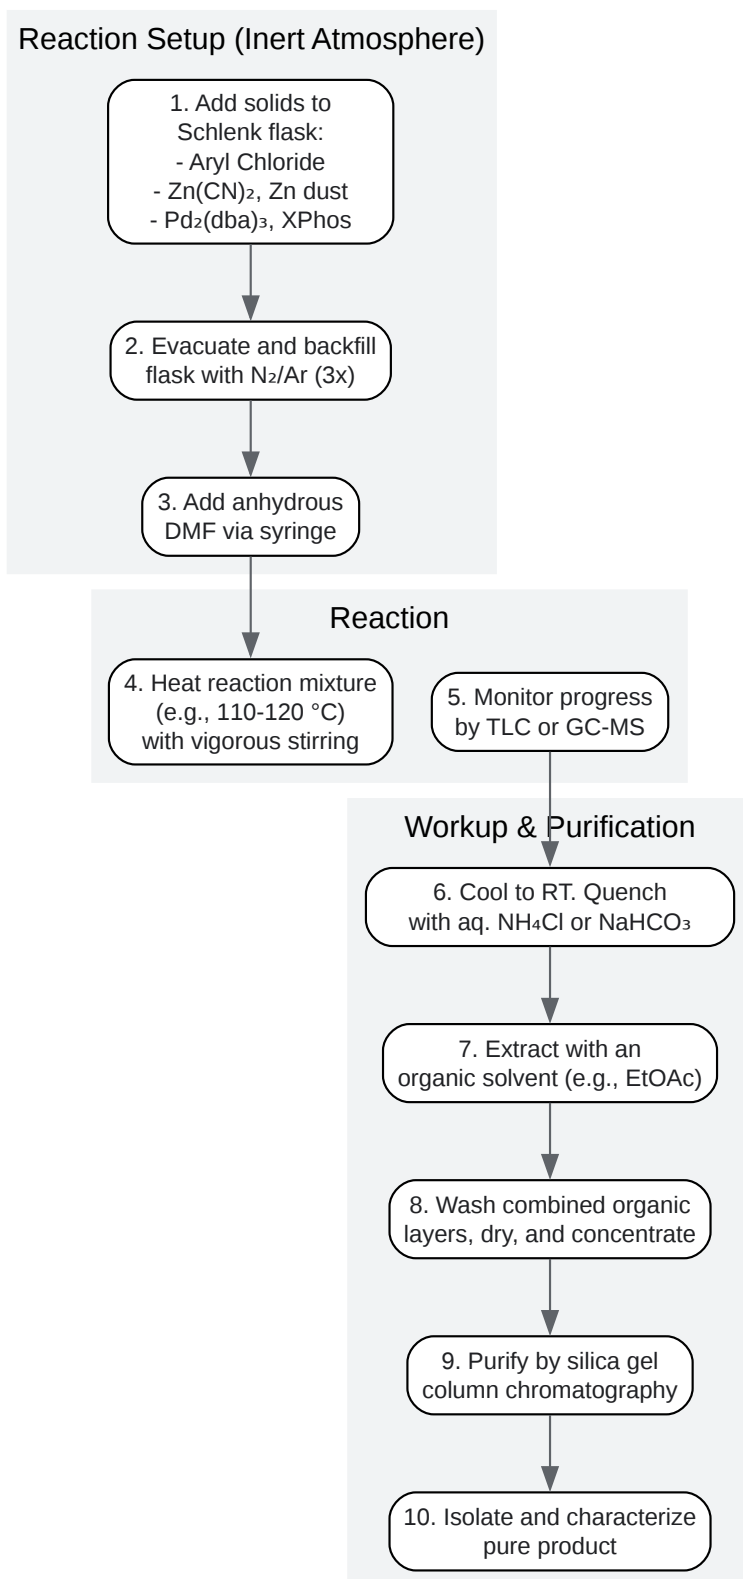 Reaction Setup (Inert Atmosphere)
1. Add solids to
Schlenk flask:
- Aryl Chloride
- Zn(CN)₂, Zn dust
- Pd₂(dba)₃, XPhos
2. Evacuate and backfill
flask with N₂/Ar (3x)
3. Add anhydrous
DMF via syringe
Reaction
4. Heat reaction mixture
(e.g., 110-120 °C)
with vigorous stirring
5. Monitor progress
by TLC or GC-MS
Workup & Purification
6. Cool to RT. Quench
with aq. NH₄Cl or NaHCO₃
7. Extract with an
organic solvent (e.g., EtOAc)
8. Wash combined organic
layers, dry, and concentrate
9. Purify by silica gel
column chromatography
10. Isolate and characterize
pure product